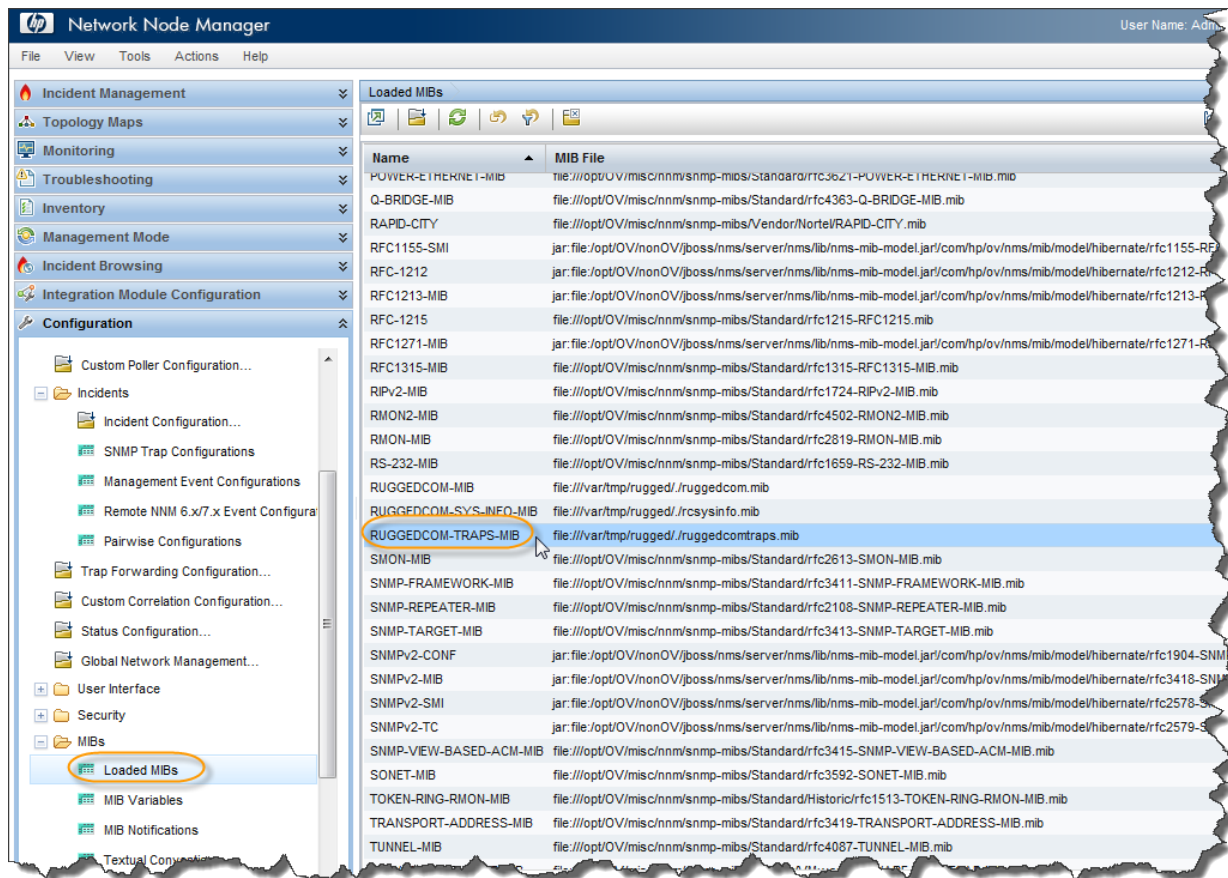 hp Network Node Manager User Name: Adm
File View Tools Actions Help
Incident Management
Topology Maps
Monitoring
Troubleshooting
Inventory
Management Mode
Incident Browsing
Integration Module Configuration
Configuration
Custom Poller Configuration...
Incidents
Incident Configuration...
SNMP Trap Configurations
Management Event Configurations
Remote NNM 6.x/7.x Event Configurat
Pairwise Configurations
Trap Forwarding Configuration...
Custom Correlation Configuration...
Status Configuration...
Global Network Management...
User Interface
Security
MIBs
Loaded MIBs
MIB Variables
MIB Notifications
Textual
Loaded MIBs
Name MIB File
POWER-ETHERNET-MIB file:///opt/OV/misc/nnm/snmp-mibs/Standard/rfc3621-POWER-ETHERNET-MIB.mib
Q-BRIDGE-MIB file:///opt/OV/misc/nnm/snmp-mibs/Standard/rfc4363-Q-BRIDGE-MIB.mib
RAPID-CITY file:///opt/OV/misc/nnm/snmp-mibs/Vendor/Nortel/RAPID-CITY.mib
RFC1155-SMI jar:file:/opt/OV/nonOV/jboss/nms/server/nms/lib/nms-mib-model.jar!/com/hp/ov/nms/mib/model/hibernate/rfc1155-RF
RFC-1212 jar:file:/opt/OV/nonOV/jboss/nms/server/nms/lib/nms-mib-model.jar!/com/hp/ov/nms/mib/model/hibernate/rfc1212-R
RFC1213-MIB jar:file:/opt/OV/nonOV/jboss/nms/server/nms/lib/nms-mib-model.jar!/com/hp/ov/nms/mib/model/hibernate/rfc1213-R
RFC-1215 file:///opt/OV/misc/nnm/snmp-mibs/Standard/rfc1215-RFC1215.mib
RFC1271-MIB jar:file:/opt/OV/nonOV/jboss/nms/server/nms/lib/nms-mib-model.jar!/com/hp/ov/nms/mib/model/hibernate/rfc1271-R
RFC1315-MIB file:///opt/OV/misc/nnm/snmp-mibs/Standard/rfc1315-RFC1315-MIB.mib
RIPv2-MIB file:///opt/OV/misc/nnm/snmp-mibs/Standard/rfc1724-RIPv2-MIB.mib
RMON2-MIB file:///opt/OV/misc/nnm/snmp-mibs/Standard/rfc4502-RMON2-MIB.mib
RMON-MIB file:///opt/OV/misc/nnm/snmp-mibs/Standard/rfc2819-RMON-MIB.mib
RS-232-MIB file:///opt/OV/misc/nnm/snmp-mibs/Standard/rfc1659-RS-232-MIB.mib
RUGGEDCOM-MIB file:///var/tmp/rugged/./ruggedcom.mib
RUGGEDCOM-SYS-INFO-MIB file:///var/tmp/rugged/./rcsysinfo.mib
RUGGEDCOM-TRAPS-MIB file:///var/tmp/rugged/./ruggedcomtraps.mib
SMON-MIB file:///opt/OV/misc/nnm/snmp-mibs/Standard/rfc2613-SMON-MIB.mib
SNMP-FRAMEWORK-MIB file:///opt/OV/misc/nnm/snmp-mibs/Standard/rfc3411-SNMP-FRAMEWORK-MIB.mib
SNMP-REPEATER-MIB file:///opt/OV/misc/nnm/snmp-mibs/Standard/rfc2108-SNMP-REPEATER-MIB.mib
SNMP-TARGET-MIB file:///opt/OV/misc/nnm/snmp-mibs/Standard/rfc3413-SNMP-TARGET-MIB.mib
SNMPv2-CONF jar:file:/opt/OV/nonOV/jboss/nms/server/nms/lib/nms-mib-model.jar!/com/hp/ov/nms/mib/model/hibernate/rfc1904-SNM
SNMPv2-MIB jar:file:/opt/OV/nonOV/jboss/nms/server/nms/lib/nms-mib-model.jar!/com/hp/ov/nms/mib/model/hibernate/rfc3418-SNM
SNMPv2-SMI jar:file:/opt/OV/nonOV/jboss/nms/server/nms/lib/nms-mib-model.jar!/com/hp/ov/nms/mib/model/hibernate/rfc2578-S
SNMPv2-TC jar:file:/opt/OV/nonOV/jboss/nms/server/nms/lib/nms-mib-model.jar!/com/hp/ov/nms/mib/model/hibernate/rfc2579-S
SNMP-VIEW-BASED-ACM-MIB file:///opt/OV/misc/nnm/snmp-mibs/Standard/rfc3415-SNMP-VIEW-BASED-ACM-MIB.mib
SONET-MIB file:///opt/OV/misc/nnm/snmp-mibs/Standard/rfc3592-SONET-MIB.mib
TOKEN-RING-RMON-MIB file:///opt/OV/misc/nnm/snmp-mibs/Standard/Historic/rfc1513-TOKEN-RING-RMON-MIB.mib
TRANSPORT-ADDRESS-MIB file:///opt/OV/misc/nnm/snmp-mibs/Standard/rfc3419-TRANSPORT-ADDRESS-MIB.mib
TUNNEL-MIB file:///opt/OV/misc/nnm/snmp-mibs/Standard/rfc4087-TUNNEL-MIB.mib